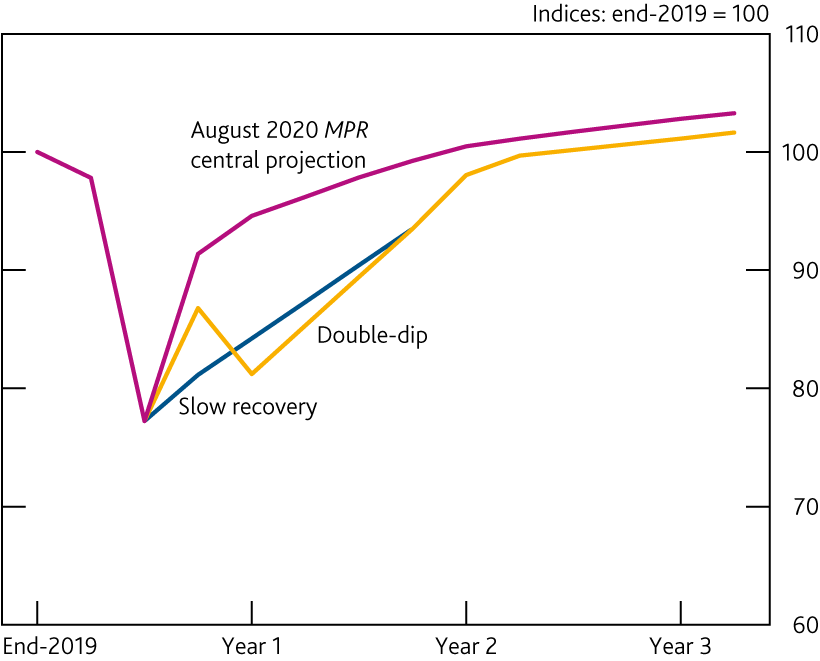 Indices: end-2019 = 100
110
August 2020 MPR
central projection
100
90
Double-dip
80
Slow recovery
70
60
End-2019
Year 1
Year 2
Year 3